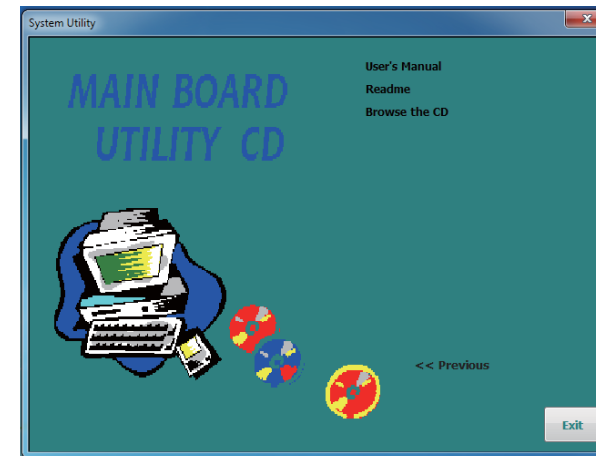 System Utility
MAIN BOARD
UTILITY CD
User's Manual
Readme
Browse the CD
<< Previous
Exit